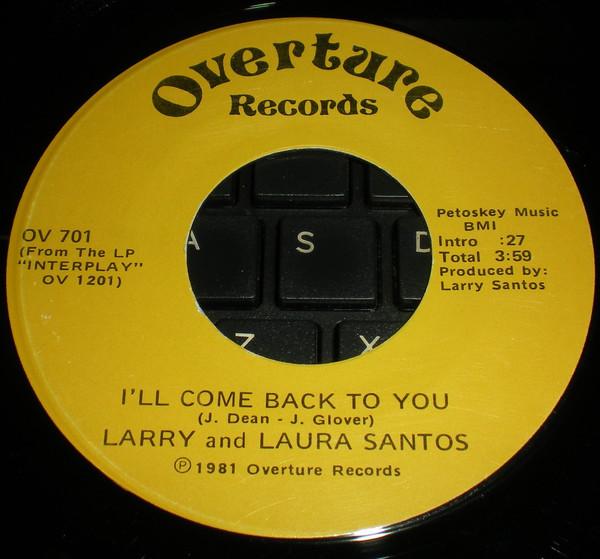 Overture
Records
OV 701
(From The LP
"INTERPLAY"
OV 1201)
Petoskey Music
BMI
Intro :27
Total 3:59
Produced by:
Larry Santos
A S D
Z X
I'LL COME BACK TO YOU
(J. Dean - J. Glover)
LARRY and LAURA SANTOS
Ⓟ1981 Overture Records